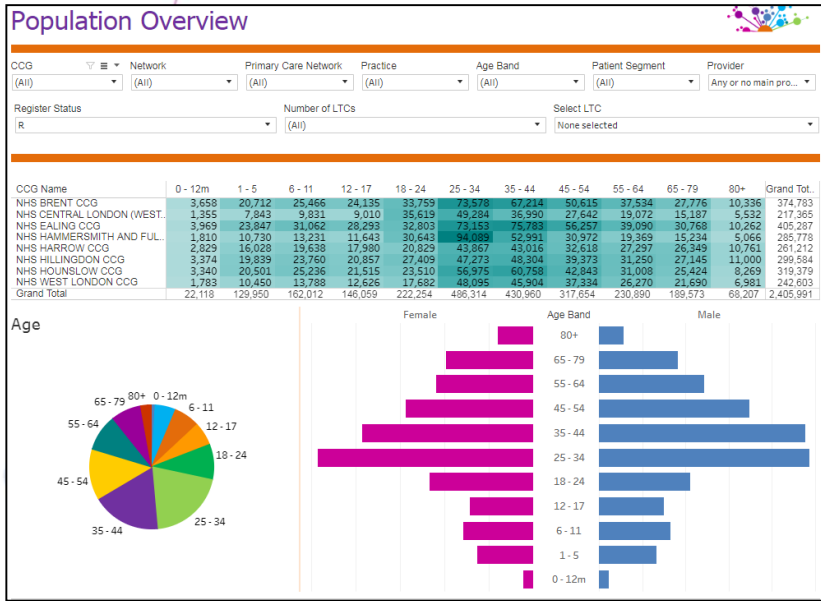 Population Overview
CCG Network Primary Care Network Practice Age Band Patient Segment Provider
(All) (All) (All) (All) (All) (All) Any or no main pro...
Register Status Number of LTCs Select LTC
R (All) None selected
CCG Name 0 - 12m 1 - 5 6 - 11 12 - 17 18 - 24 25 - 34 35 - 44 45 - 54 55 - 64 65 - 79 80+ Grand Tot..
NHS BRENT CCG 3,658 20,712 25,466 24,135 33,759 73,578 67,214 50,615 37,534 27,776 10,336 374,783
NHS CENTRAL LONDON (WEST.. 1,355 7,843 9,831 9,010 35,619 49,284 36,990 27,642 19,072 15,187 5,532 217,365
NHS EALING CCG 3,969 23,847 31,062 28,293 32,803 73,153 75,783 56,257 39,090 30,768 10,262 405,287
NHS HAMMERSMITH AND FUL.. 1,810 10,730 13,231 11,643 30,643 94,089 52,991 30,972 19,369 15,234 5,066 285,778
NHS HARROW CCG 2,829 16,028 19,638 17,980 20,829 43,867 43,016 32,618 27,297 26,349 10,761 261,212
NHS HILLINGDON CCG 3,374 19,839 23,760 20,857 27,409 47,273 48,304 39,373 31,250 27,145 11,000 299,584
NHS HOUNSLOW CCG 3,340 20,501 25,236 21,515 23,510 56,975 60,758 42,843 31,008 25,424 8,269 319,379
NHS WEST LONDON CCG 1,783 10,450 13,788 12,626 17,682 48,095 45,904 37,334 26,270 21,690 6,981 242,603
Grand Total 22,118 129,950 162,012 146,059 222,254 486,314 430,960 317,654 230,890 189,573 68,207 2,405,991
Age
80+ 0 - 12m
65 - 79
6 - 11
12 - 17
55 - 64
18 - 24
45 - 54
25 - 34
35 - 44
Female Age Band Male
80+
65 - 79
55 - 64
45 - 54
35 - 44
25 - 34
18 - 24
12 - 17
6 - 11
1 - 5
0 - 12m